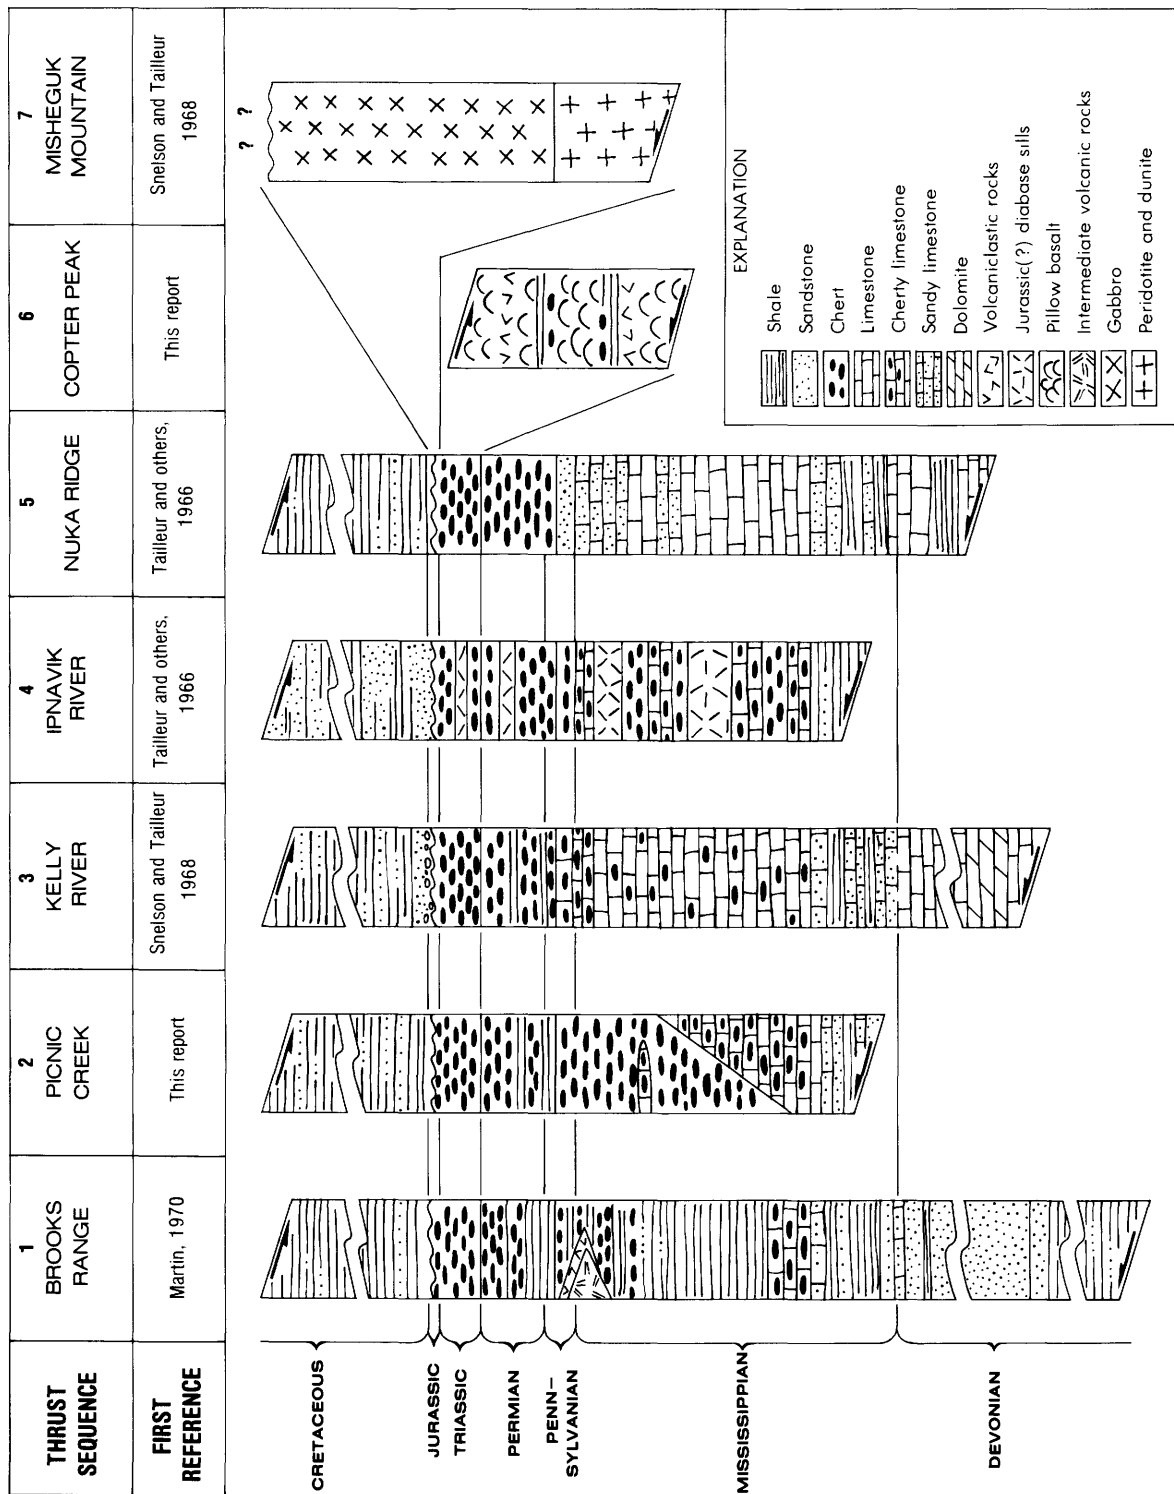 THRUST
SEQUENCE
1
BROOKS
RANGE
2
PICNIC
CREEK
3
KELLY
RIVER
4
IPNAVIK
RIVER
5
NUKA RIDGE
6
COPTER PEAK
7
MISHEGUK
MOUNTAIN
FIRST
REFERENCE
Martin, 1970
This report
Snelson and Tailleur
1968
Tailleur and others,
1966
Tailleur and others,
1966
This report
Snelson and Tailleur
1968
CRETACEOUS
JURASSIC
TRIASSIC
PERMIAN
PENN–
SYLVANIAN
MISSISSIPPIAN
DEVONIAN
? ?
EXPLANATION
Shale
Sandstone
Chert
Limestone
Cherty limestone
Sandy limestone
Dolomite
Volcaniclastic rocks
Jurassic(?) diabase sills
Pillow basalt
Intermediate volcanic rocks
Gabbro
Peridotite and dunite